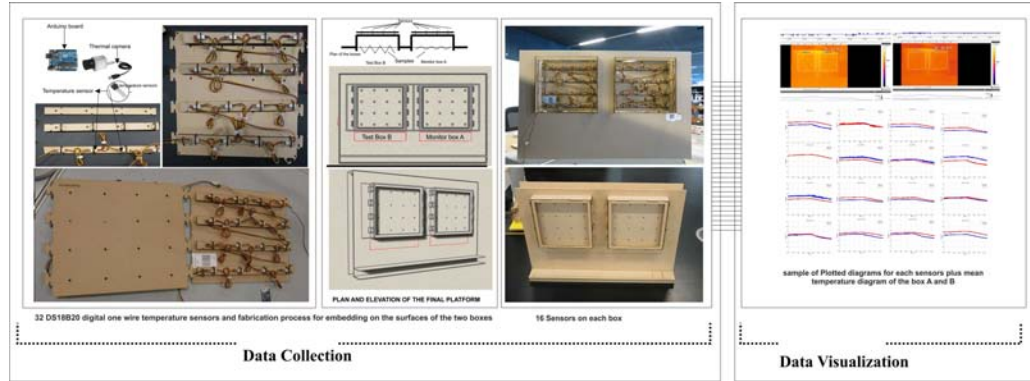 Arduino board
Thermal camera
Temperature sensor
Sensors
Plan of the boxes
Samples
Test Box B
Monitor box A
Test Box B
Monitor box A
PLAN AND ELEVATION OF THE FINAL PLATFORM
32 DS18B20 digital one wire temperature sensors and fabrication process for embedding on the surfaces of the two boxes
16 Sensors on each box
Data Collection
sample of Plotted diagrams for each sensors plus mean
temperature diagram of the box A and B
Data Visualization